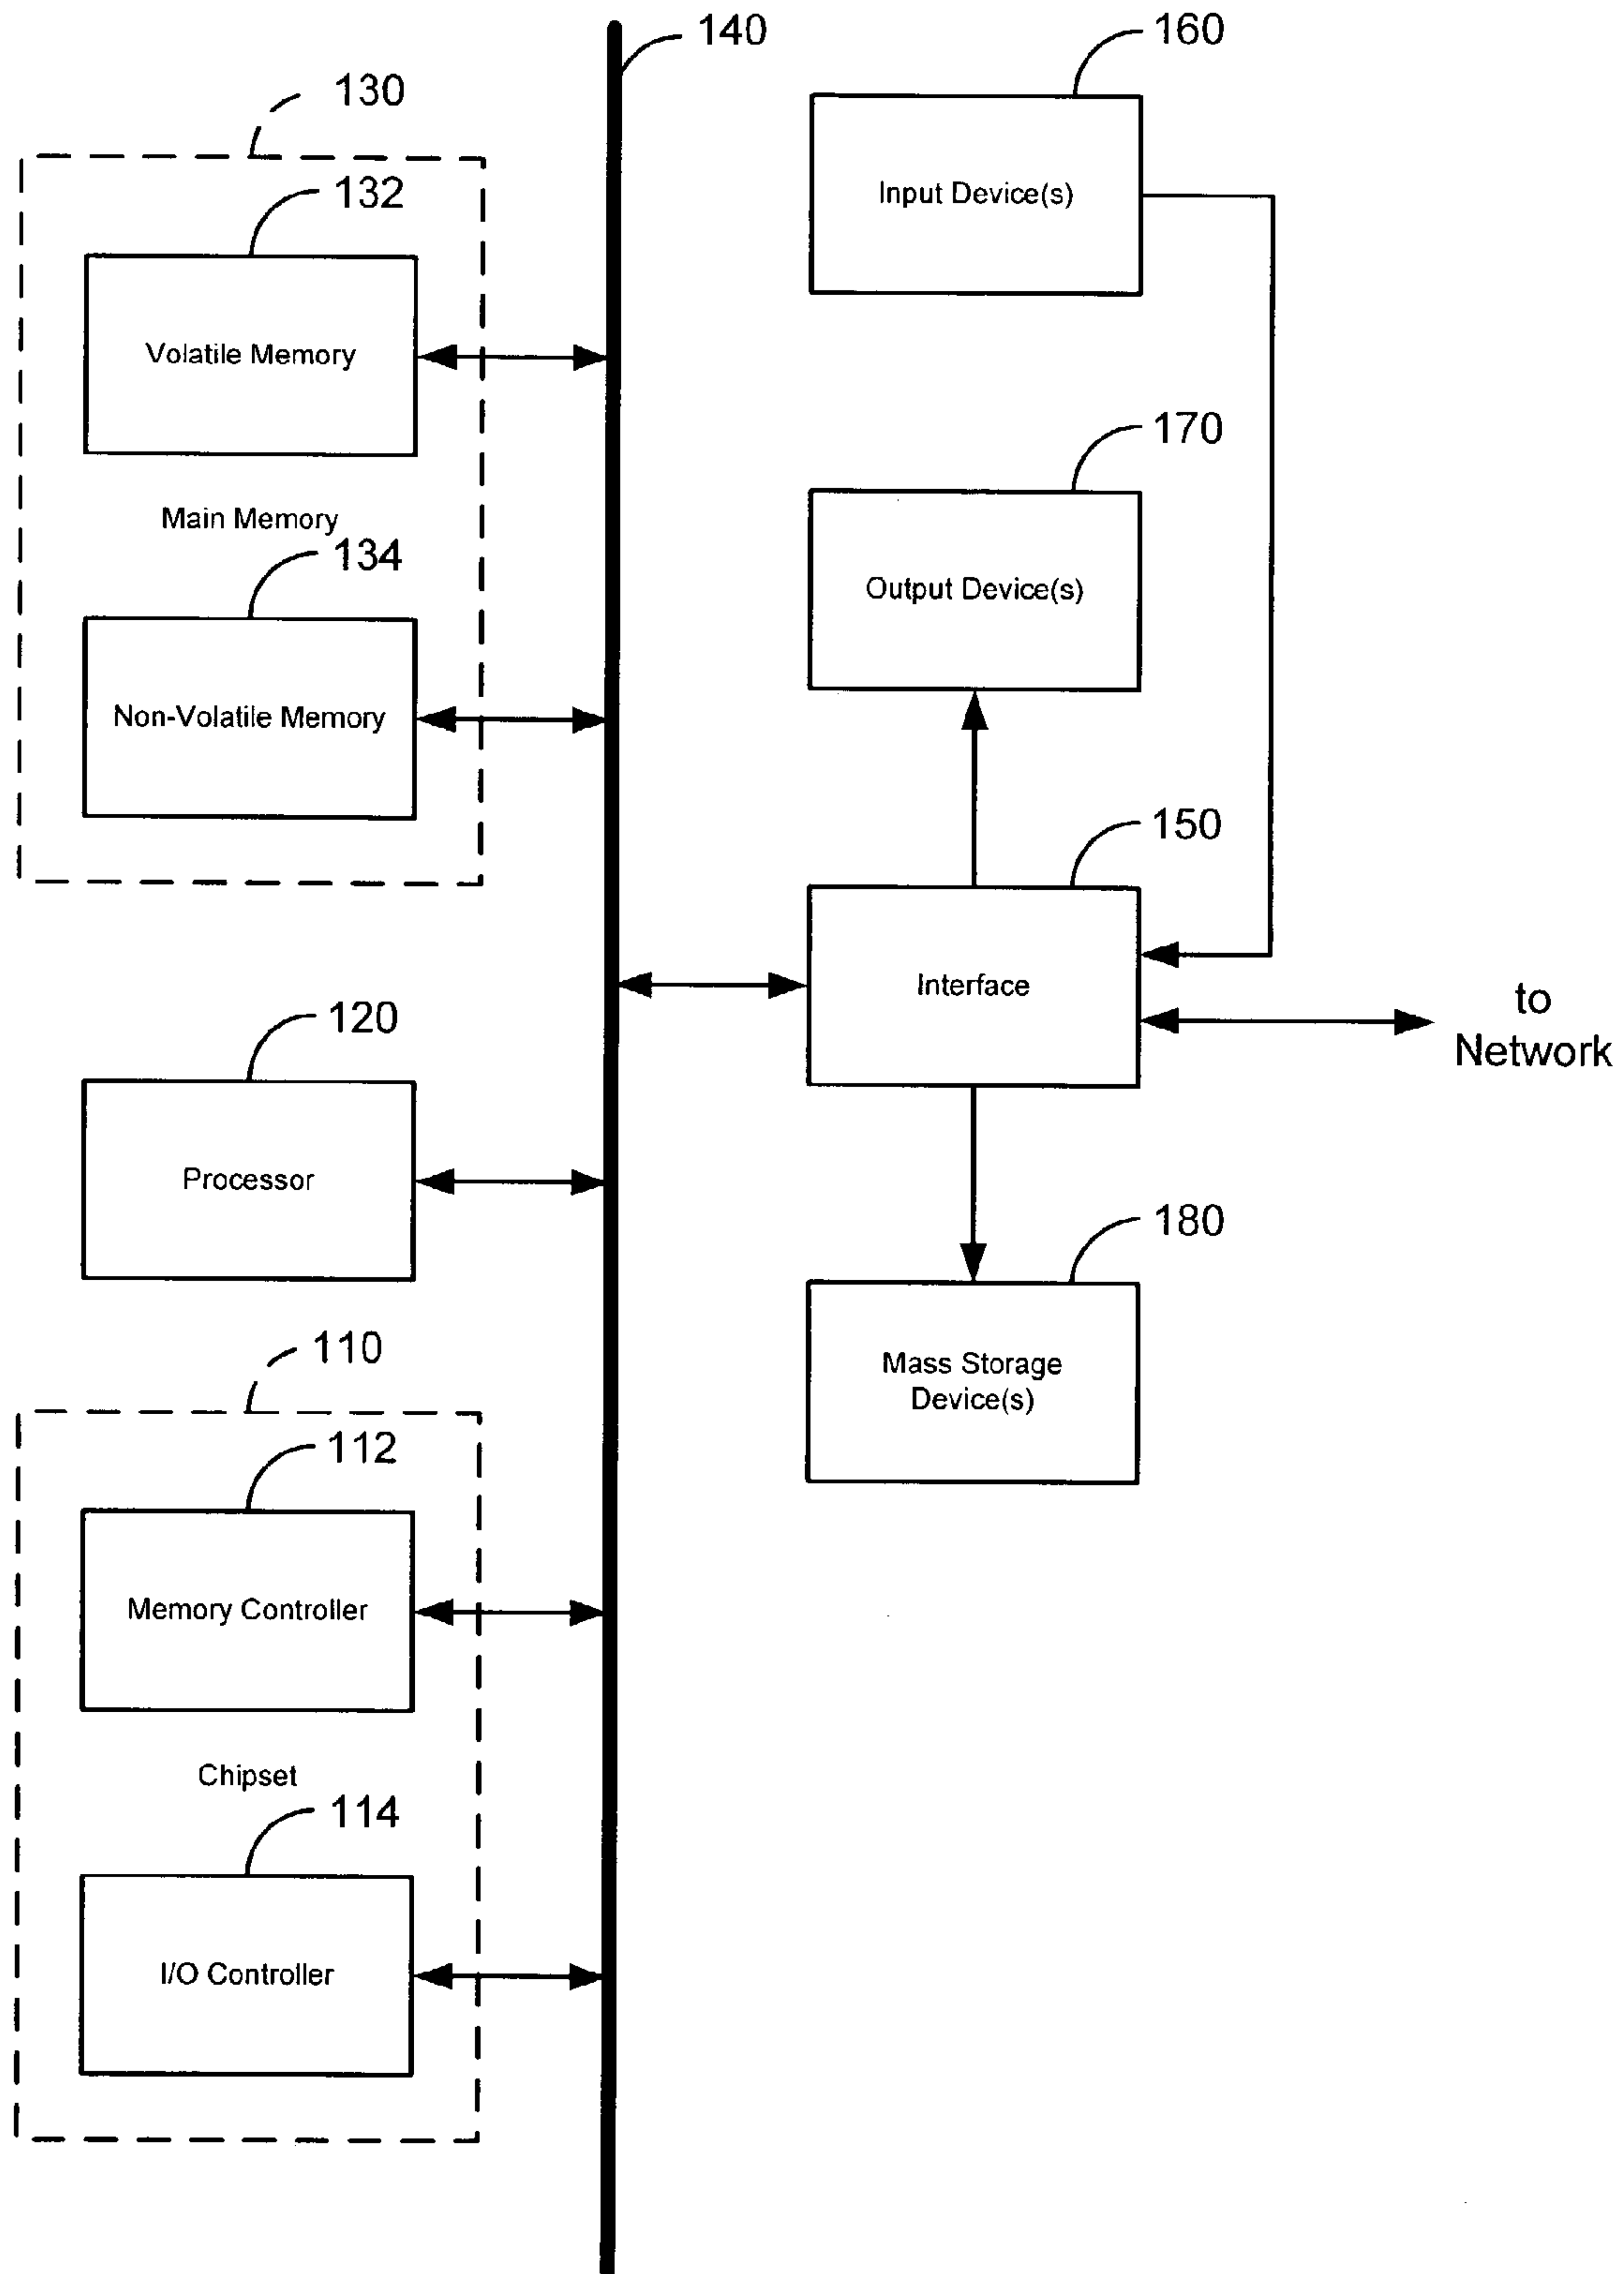 140
160
130
132
Input Device(s)
Volatile Memory
170
Main Memory
134
Output Device(s)
Non-Volatile Memory
150
Interface
to
Network
120
Processor
180
110
Mass Storage
Device(s)
112
Memory Controller
Chipset
114
I/O Controller